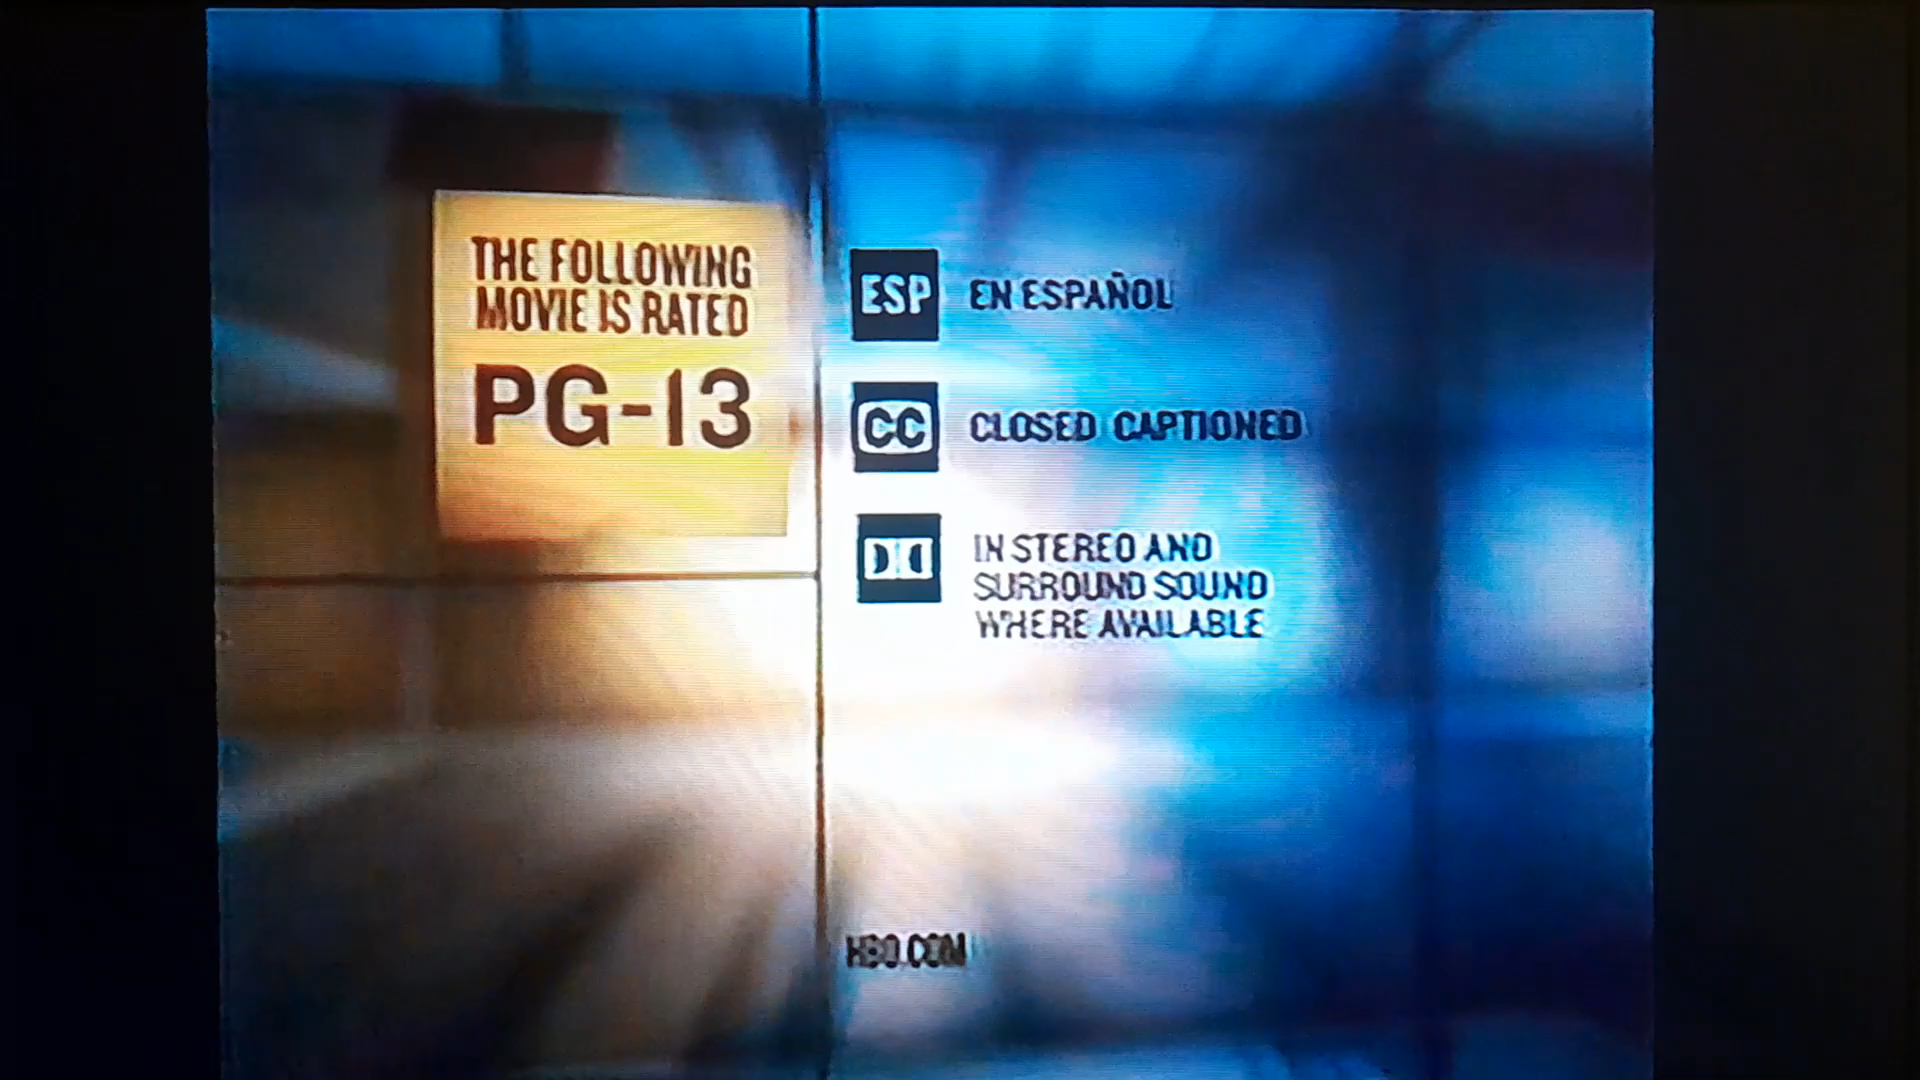 THE FOLLOWING
MOVIE IS RATED
PG-13
ESP EN ESPAÑOL
CC CLOSED CAPTIONED
IN STEREO AND
SURROUND SOUND
WHERE AVAILABLE
HBO.COM